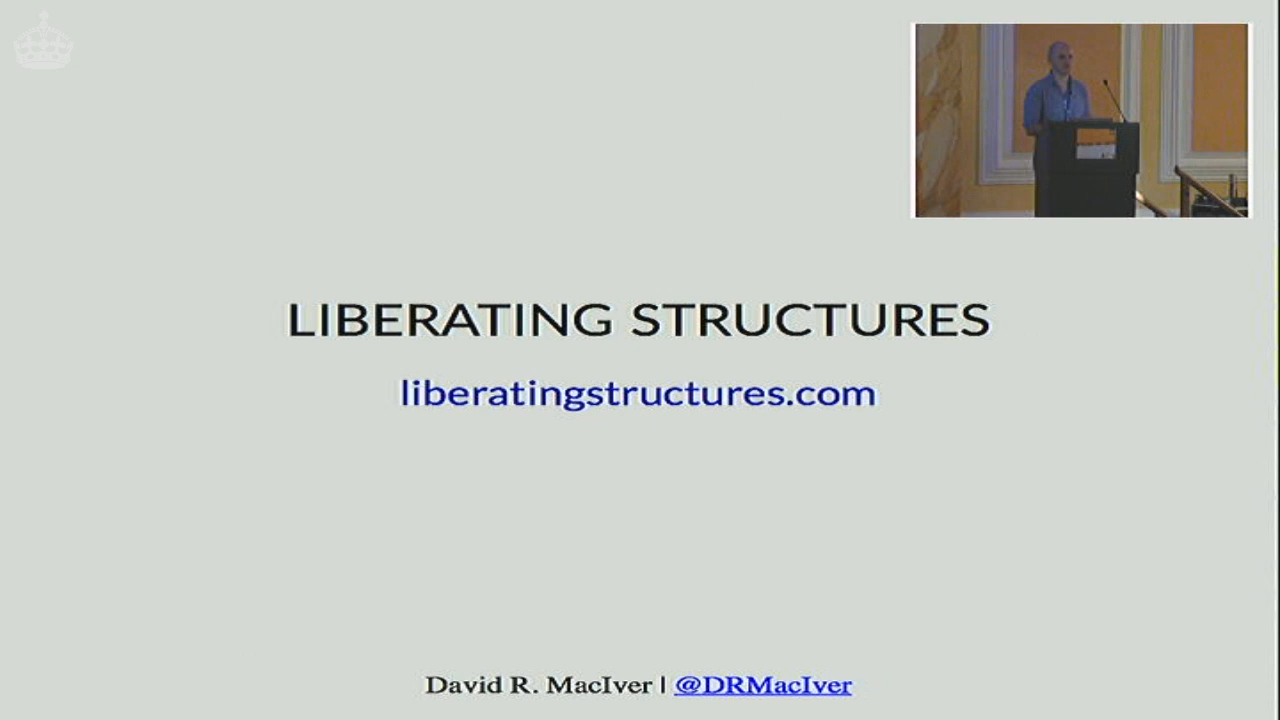 LIBERATING STRUCTURES
liberatingstructures.com
David R. MacIver | @DRMacIver